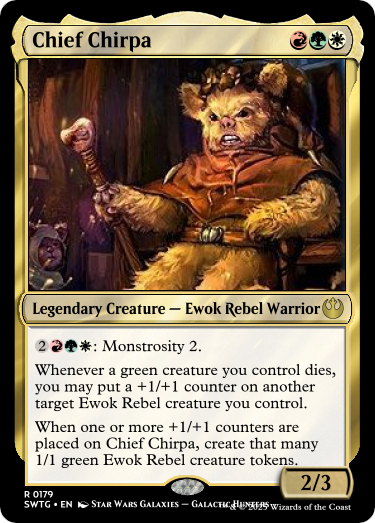 Chief Chirpa
Legendary Creature — Ewok Rebel Warrior
2: Monstrosity 2.
Whenever a green creature you control dies,
you may put a +1/+1 counter on another
target Ewok Rebel creature you control.
When one or more +1/+1 counters are
placed on Chief Chirpa, create that many
1/1 green Ewok Rebel creature tokens.
2/3
R 0179
SWTG • EN Star Wars Galaxies — Galactic Hunters
™ & © 2025 Wizards of the Coast